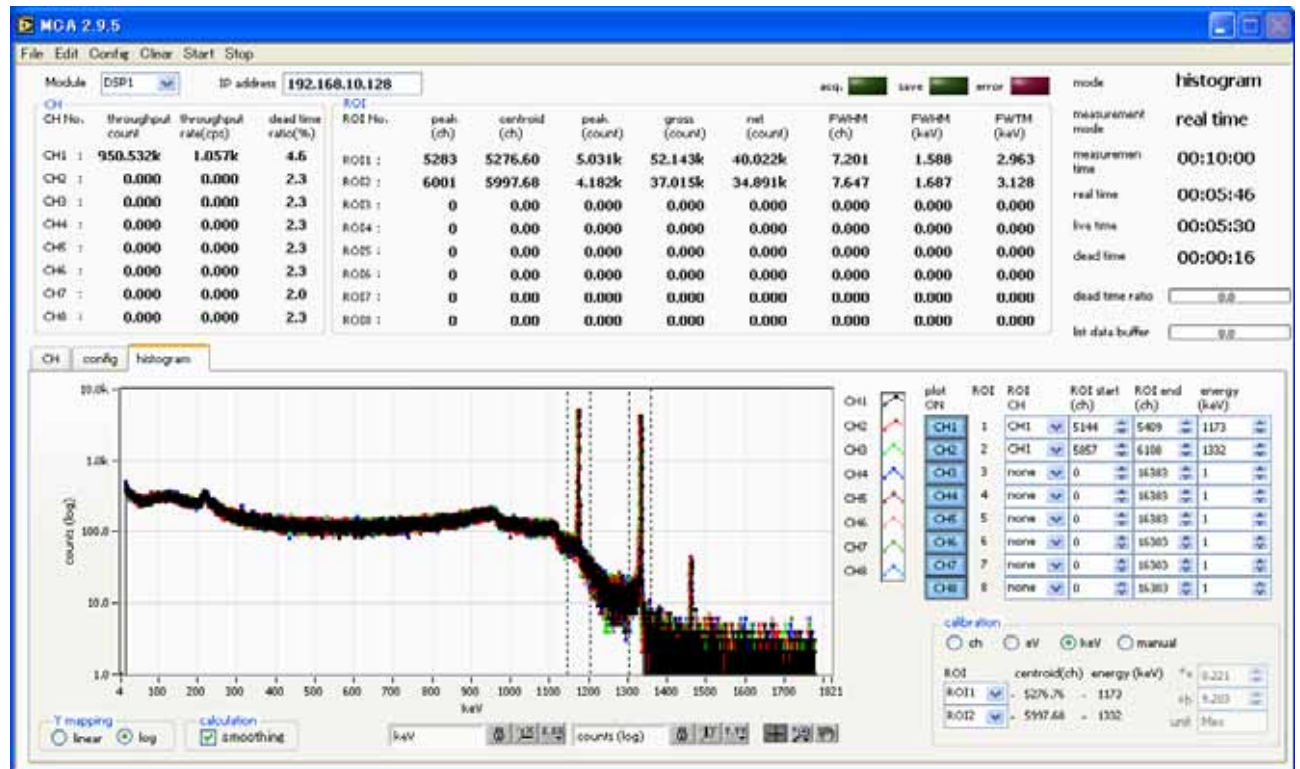 MCA 2.9.5
File Edit Config Clear Start Stop
Module DSP1 IP address 192.168.10.128 acq. save error mode histogram
CH ROI
CH No. throughput count throughput rate(cps) dead time ratio(%) ROI No. peak (ch) centroid (ch) peak (count) gross (count) net (count) FWHM (ch) FWHM (keV) FWTM (keV)
measurement mode real time
CH1 : 950.532k 1.057k 4.6 ROI1 : 5283 5276.60 5.031k 52.143k 40.022k 7.201 1.588 2.963
measuremen time 00:10:00
CH2 : 0.000 0.000 2.3 ROI2 : 6001 5997.68 4.182k 37.015k 34.891k 7.647 1.687 3.128
CH3 : 0.000 0.000 2.3 ROI3 : 0 0.00 0.000 0.000 0.000 0.000 0.000 0.000
real time 00:05:46
CH4 : 0.000 0.000 2.3 ROI4 : 0 0.00 0.000 0.000 0.000 0.000 0.000 0.000
live time 00:05:30
CH5 : 0.000 0.000 2.3 ROI5 : 0 0.00 0.000 0.000 0.000 0.000 0.000 0.000
dead time 00:00:16
CH6 : 0.000 0.000 2.3 ROI6 : 0 0.00 0.000 0.000 0.000 0.000 0.000 0.000
CH7 : 0.000 0.000 2.0 ROI7 : 0 0.00 0.000 0.000 0.000 0.000 0.000 0.000
dead time ratio 0.0
CH8 : 0.000 0.000 2.3 ROI8 : 0 0.00 0.000 0.000 0.000 0.000 0.000 0.000
list data buffer 0.0
CH config histogram
counts (log)
10.0k
1.0k
100.0
10.0
1.0
4 100 200 300 400 500 600 700 800 900 1000 1100 1200 1300 1400 1500 1600 1700 1821
keV
CH1
CH2
CH3
CH4
CH5
CH6
CH7
CH8
plot ON ROI ROI CH ROI start (ch) ROI end (ch) energy (keV)
CH1 1 CH1 5144 5409 1173
CH2 2 CH1 5857 6108 1332
CH3 3 none 0 16383 1
CH4 4 none 0 16383 1
CH5 5 none 0 16383 1
CH6 6 none 0 16383 1
CH7 7 none 0 16383 1
CH8 8 none 0 16383 1
calibration
ch eV keV manual
ROI centroid(ch) energy (keV) 0.221
ROI1 - 5276.76 - 1173
ROI2 - 5997.68 - 1332 unit
Y mapping
linear log
calculation
smoothing
keV counts (log)